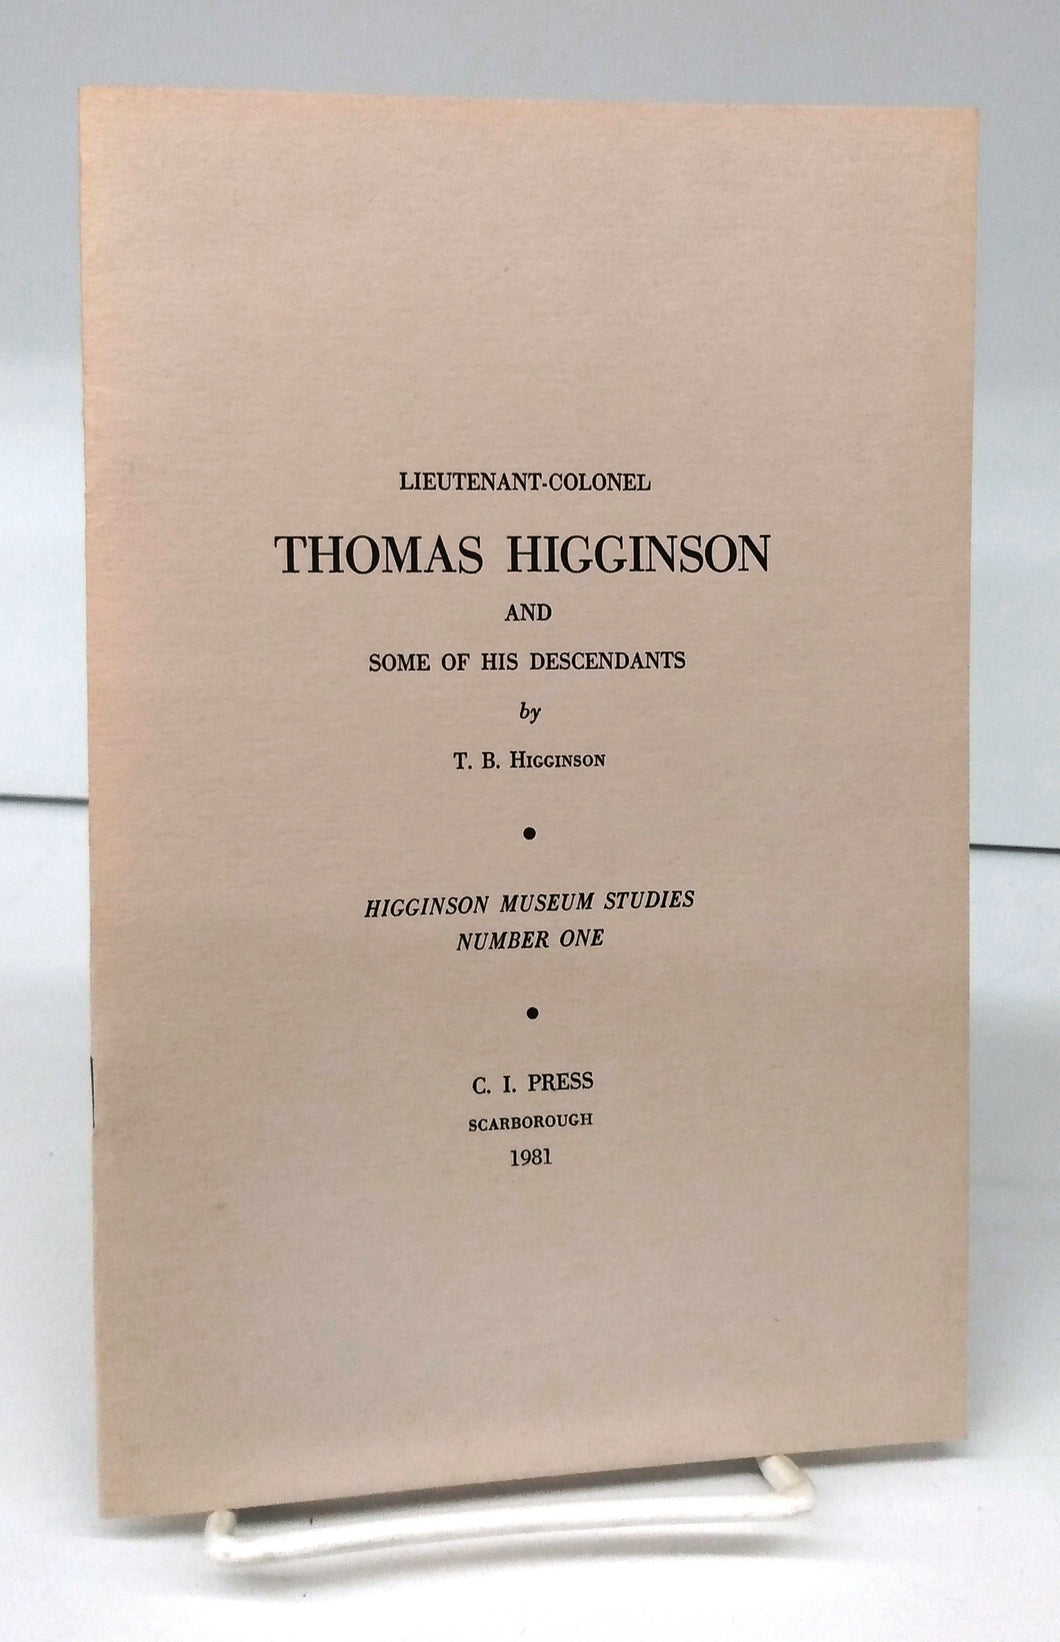 LIEUTENANT-COLONEL
THOMAS HIGGINSON
AND
SOME OF HIS DESCENDANTS
by
T. B. HIGGINSON
HIGGINSON MUSEUM STUDIES
NUMBER ONE
C. I. PRESS
SCARBOROUGH
1981